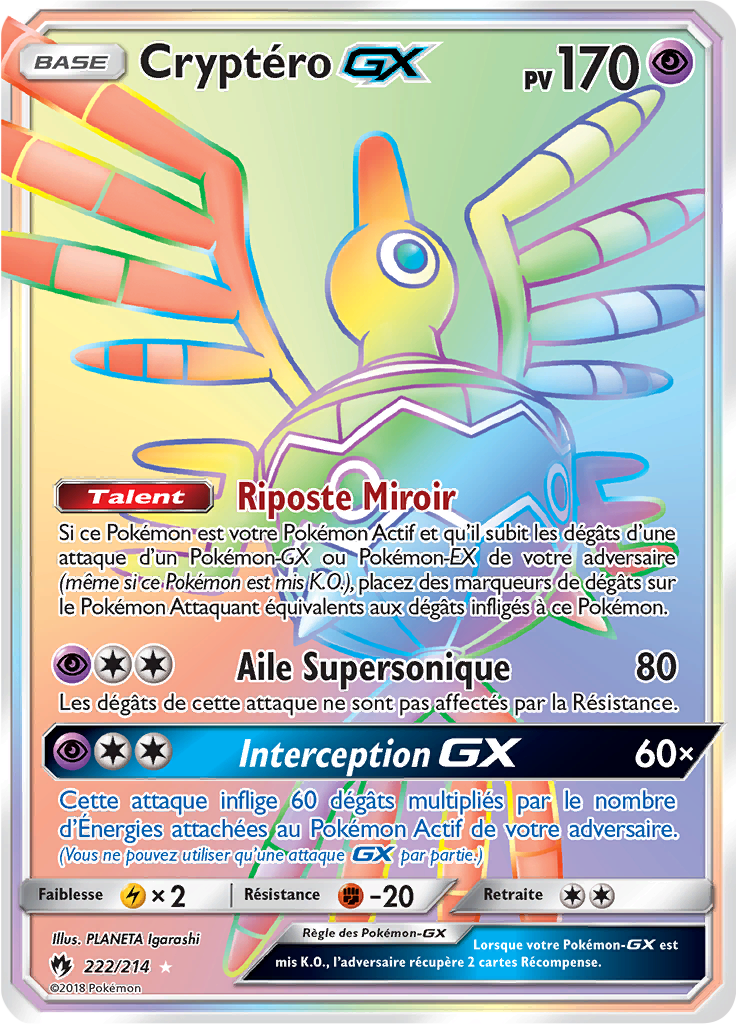 BASE Cryptéro GX PV 170
Talent Riposte Miroir
Si ce Pokémon est votre Pokémon Actif et qu'il subit les dégâts d'une
attaque d'un Pokémon-GX ou Pokémon-EX de votre adversaire
(même si ce Pokémon est mis K.O.), placez des marqueurs de dégâts sur
le Pokémon Attaquant équivalents aux dégâts infligés à ce Pokémon.
Aile Supersonique 80
Les dégâts de cette attaque ne sont pas affectés par la Résistance.
Interception GX 60×
Cette attaque inflige 60 dégâts multipliés par le nombre
d'Énergies attachées au Pokémon Actif de votre adversaire.
(Vous ne pouvez utiliser qu'une attaque GX par partie.)
Faiblesse × 2 Résistance -20 Retraite
Illus. PLANETA Igarashi
222/214
©2018 Pokémon
Règle des Pokémon-GX
Lorsque votre Pokémon-GX est
mis K.O., l'adversaire récupère 2 cartes Récompense.